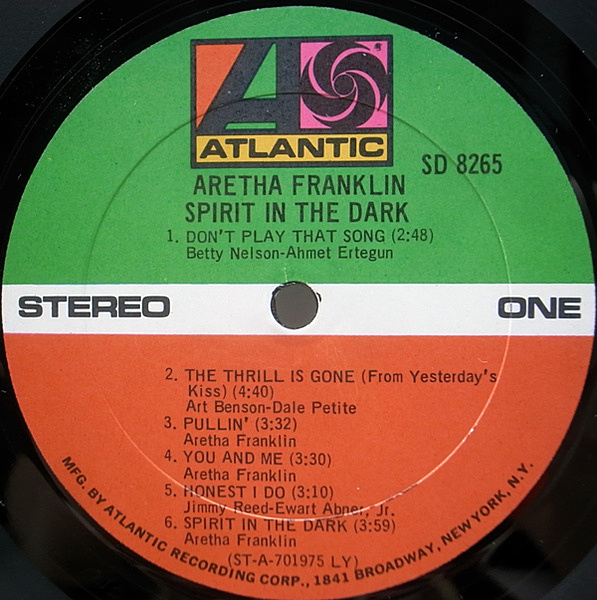 ATLANTIC
SD 8265
ARETHA FRANKLIN
SPIRIT IN THE DARK
1. DON'T PLAY THAT SONG (2:48)
Betty Nelson-Ahmet Ertegun
STEREO
ONE
2. THE THRILL IS GONE (From Yesterday's
Kiss) (4:40)
Art Benson-Dale Petite
3. PULLIN' (3:32)
Aretha Franklin
4. YOU AND ME (3:30)
Aretha Franklin
5. HONEST I DO (3:10)
Jimmy Reed-Ewart Abner, Jr.
6. SPIRIT IN THE DARK (3:59)
Aretha Franklin
(ST-A-701975 LY)
MFG. BY ATLANTIC RECORDING CORP., 1841 BROADWAY, NEW YORK, N.Y.